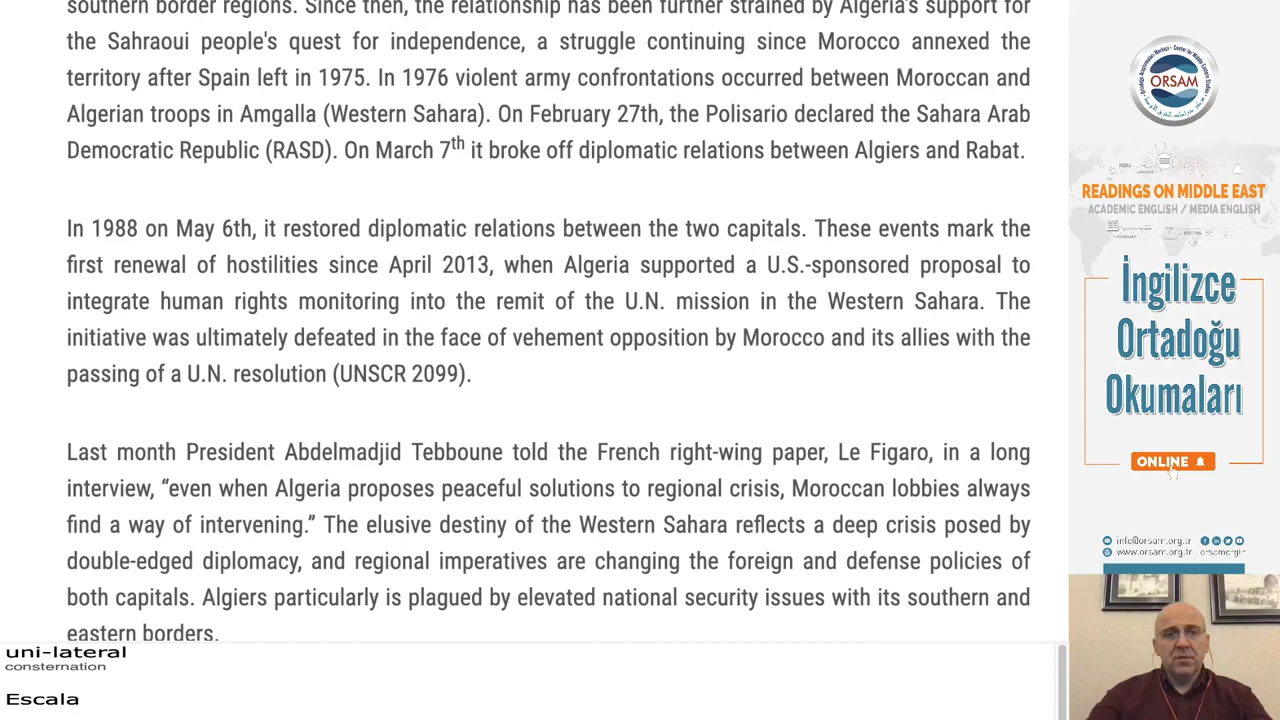 southern border regions. Since then, the relationship has been further strained by Algeria's support for
the Sahraoui people's quest for independence, a struggle continuing since Morocco annexed the
territory after Spain left in 1975. In 1976 violent army confrontations occurred between Moroccan and
Algerian troops in Amgalla (Western Sahara). On February 27th, the Polisario declared the Sahara Arab
Democratic Republic (RASD). On March 7th it broke off diplomatic relations between Algiers and Rabat.
In 1988 on May 6th, it restored diplomatic relations between the two capitals. These events mark the
first renewal of hostilities since April 2013, when Algeria supported a U.S.-sponsored proposal to
integrate human rights monitoring into the remit of the U.N. mission in the Western Sahara. The
initiative was ultimately defeated in the face of vehement opposition by Morocco and its allies with the
passing of a U.N. resolution (UNSCR 2099).
Last month President Abdelmadjid Tebboune told the French right-wing paper, Le Figaro, in a long
interview, “even when Algeria proposes peaceful solutions to regional crisis, Moroccan lobbies always
find a way of intervening.” The elusive destiny of the Western Sahara reflects a deep crisis posed by
double-edged diplomacy, and regional imperatives are changing the foreign and defense policies of
both capitals. Algiers particularly is plagued by elevated national security issues with its southern and
eastern borders.
uni-lateral
consternation
Escala
ORSAM
READINGS ON MIDDLE EAST
ACADEMIC ENGLISH / MEDIA ENGLISH
İngilizce
Ortadoğu
Okumaları
ONLINE
info@orsam.org.tr
www.orsam.org.tr orsamorgtr